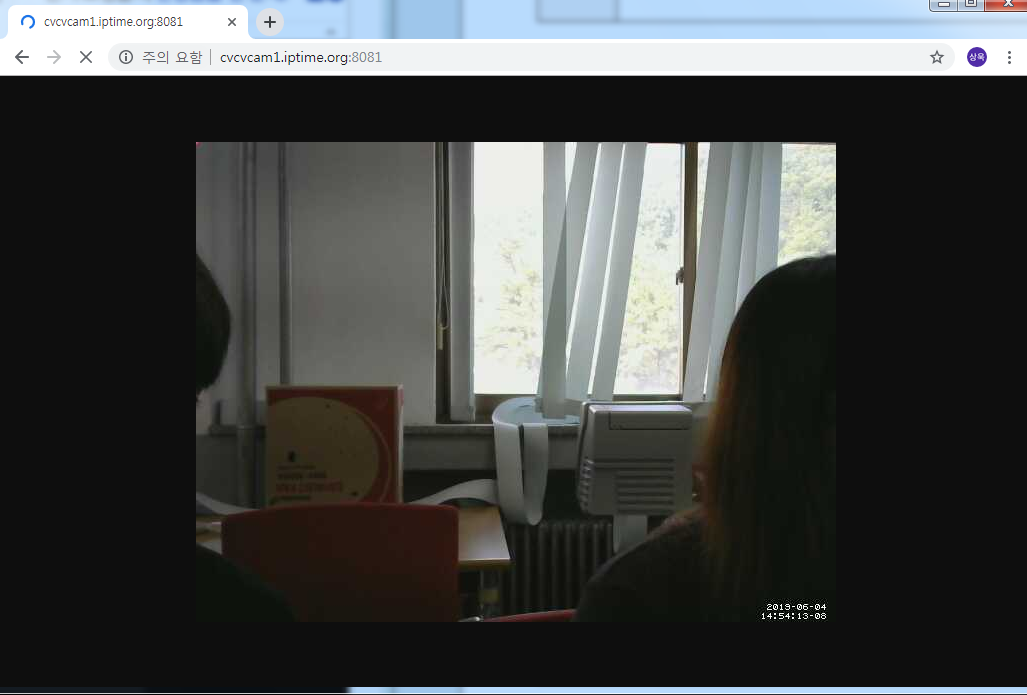 cvcvcam1.iptime.org:8081
주의 요함 | cvcvcam1.iptime.org:8081
상욱
2019-06-04
14:54:13-08